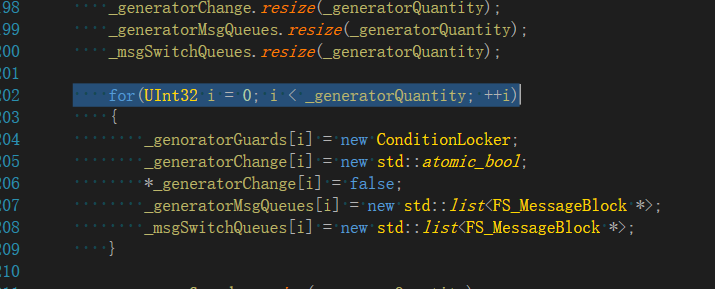 198 _generatorChange.resize(_generatorQuantity);
199 _generatorMsgQueues.resize(_generatorQuantity);
200 _msgSwitchQueues.resize(_generatorQuantity);
201
202 for(UInt32 i = 0; i < _generatorQuantity; ++i)
203 {
204 _genoratorGuards[i] = new ConditionLocker;
205 _generatorChange[i] = new std::atomic_bool;
206 *_generatorChange[i] = false;
207 _generatorMsgQueues[i] = new std::list<FS_MessageBlock *>;
208 _msgSwitchQueues[i] = new std::list<FS_MessageBlock *>;
209 }
210